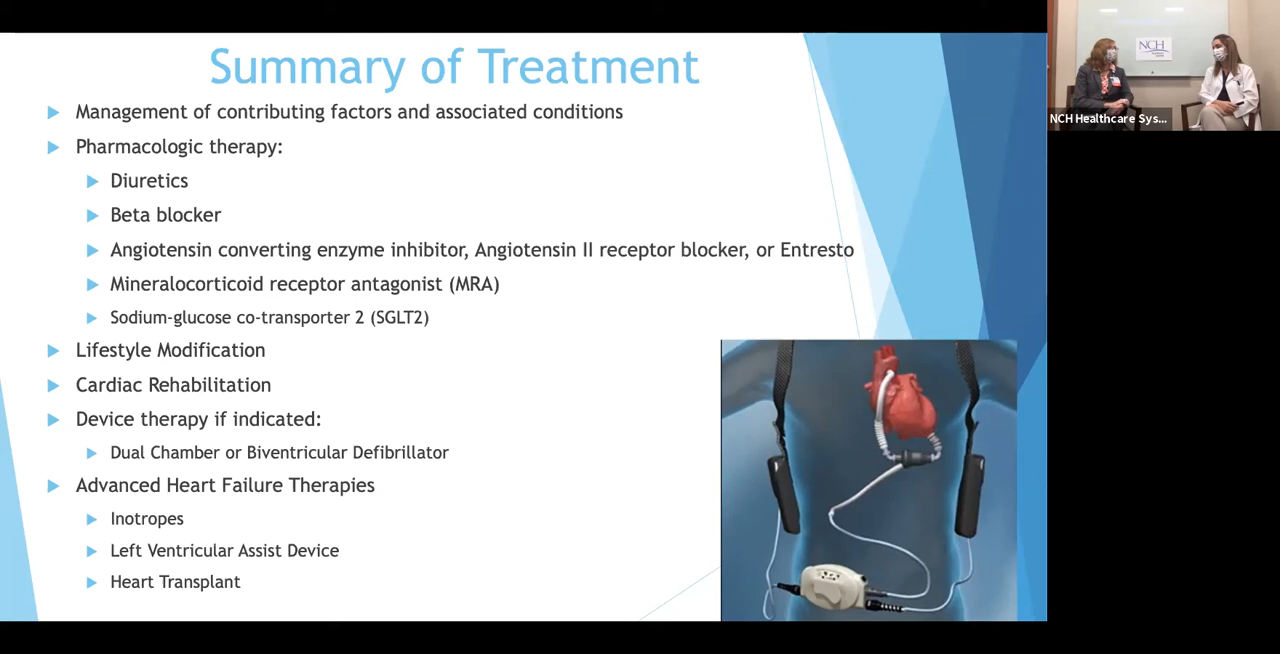 Summary of Treatment
Management of contributing factors and associated conditions
Pharmacologic therapy:
Diuretics
Beta blocker
Angiotensin converting enzyme inhibitor, Angiotensin II receptor blocker, or Entresto
Mineralocorticoid receptor antagonist (MRA)
Sodium-glucose co-transporter 2 (SGLT2)
Lifestyle Modification
Cardiac Rehabilitation
Device therapy if indicated:
Dual Chamber or Biventricular Defibrillator
Advanced Heart Failure Therapies
Inotropes
Left Ventricular Assist Device
Heart Transplant
NCH
NCH Healthcare Sys...